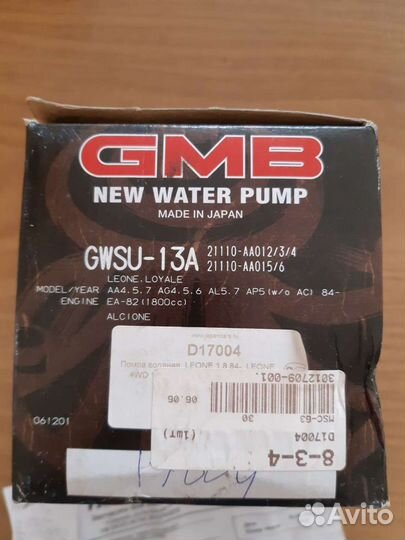 GMB
NEW WATER PUMP
MADE IN JAPAN
GWSU-13A 21110-AA012/3/4
21110-AA015/6
LEONE.LOYALE
MODEL/YEAR AA4.5.7 AG4.5.6 AL5.7 AP5(w/o AC) 84-
ENGINE EA-82(1800cc)
ALCIONE
D17004
Помпа водяная LEONE 1.8 84-, LEONE
4WD
3012709-001.
90.90
MSC-63
30
D17004
(1шт)
8-3-4
061201
Avito